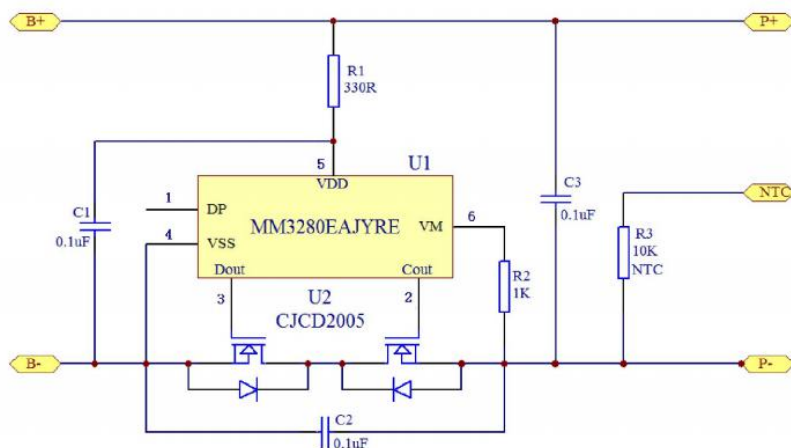 B+
P+
R1
330R
5
U1
VDD
C1
0.1uF
1
DP
4
VSS
MM3280EAJYRE
VM
6
C3
0.1uF
NTC
R3
10K
NTC
Dout
Cout
R2
1K
3
U2
2
CJCD2005
B-
P-
C2
0.1uF